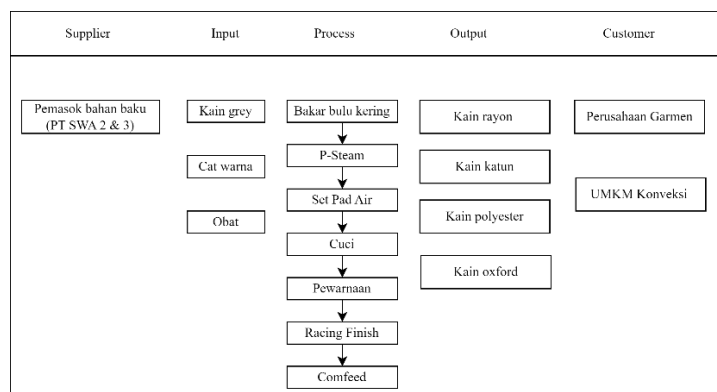 Supplier
Input
Process
Output
Customer
Pemasok bahan baku
(PT SWA 2 & 3)
Kain grey
Cat warna
Obat
Bakar bulu kering
P-Steam
Set Pad Air
Cuci
Pewarnaan
Racing Finish
Comfeed
Kain rayon
Kain katun
Kain polyester
Kain oxford
Perusahaan Garmen
UMKM Konveksi